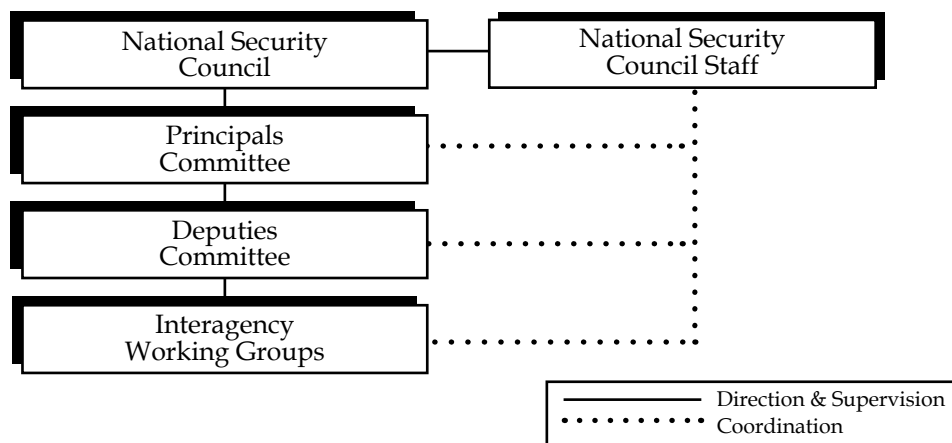 National Security
Council
National Security
Council Staff
Principals
Committee
Deputies
Committee
Interagency
Working Groups
Direction & Supervision
Coordination